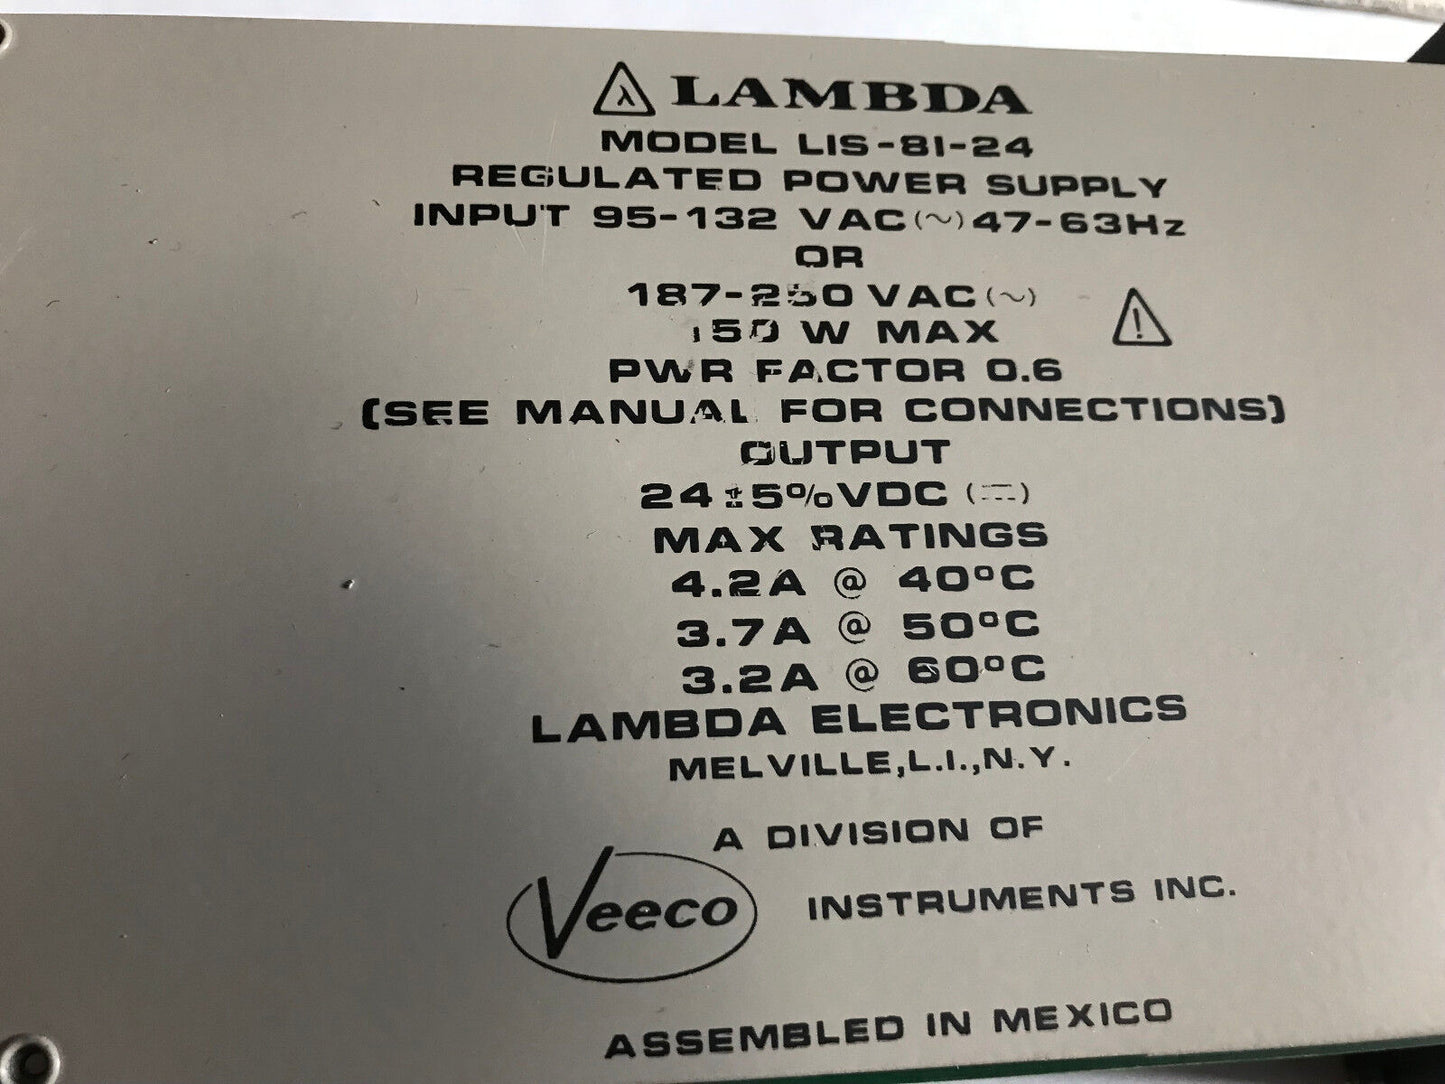 LAMBDA
MODEL LIS-81-24
REGULATED POWER SUPPLY
INPUT 95-132 VAC(~)47-63Hz
OR
187-250 VAC(~)
150 W MAX
PWR FACTOR 0.6
(SEE MANUAL FOR CONNECTIONS)
OUTPUT
24±5%VDC (⎓)
MAX RATINGS
4.2A @ 40°C
3.7A @ 50°C
3.2A @ 60°C
LAMBDA ELECTRONICS
MELVILLE,L.I.,N.Y.
A DIVISION OF
Veeco INSTRUMENTS INC.
ASSEMBLED IN MEXICO